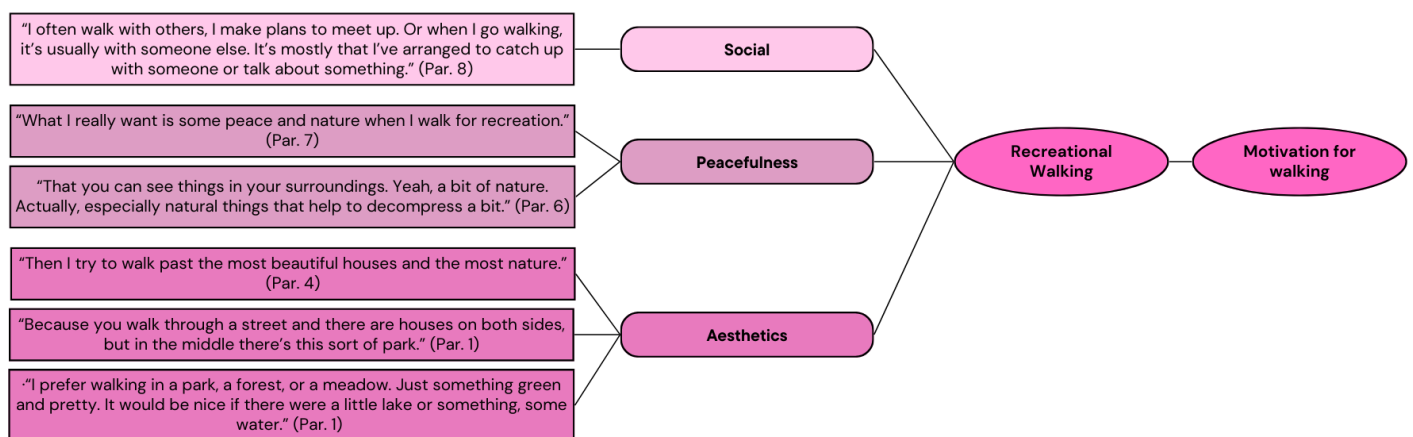 “I often walk with others, I make plans to meet up. Or when I go walking,
it’s usually with someone else. It’s mostly that I’ve arranged to catch up
with someone or talk about something.” (Par. 8)
Social
“What I really want is some peace and nature when I walk for recreation.”
(Par. 7)
Peacefulness
“That you can see things in your surroundings. Yeah, a bit of nature.
Actually, especially natural things that help to decompress a bit.” (Par. 6)
Recreational
Walking
Motivation for
walking
“Then I try to walk past the most beautiful houses and the most nature.”
(Par. 4)
“Because you walk through a street and there are houses on both sides,
but in the middle there’s this sort of park.” (Par. 1)
Aesthetics
·“I prefer walking in a park, a forest, or a meadow. Just something green
and pretty. It would be nice if there were a little lake or something, some
water.” (Par. 1)